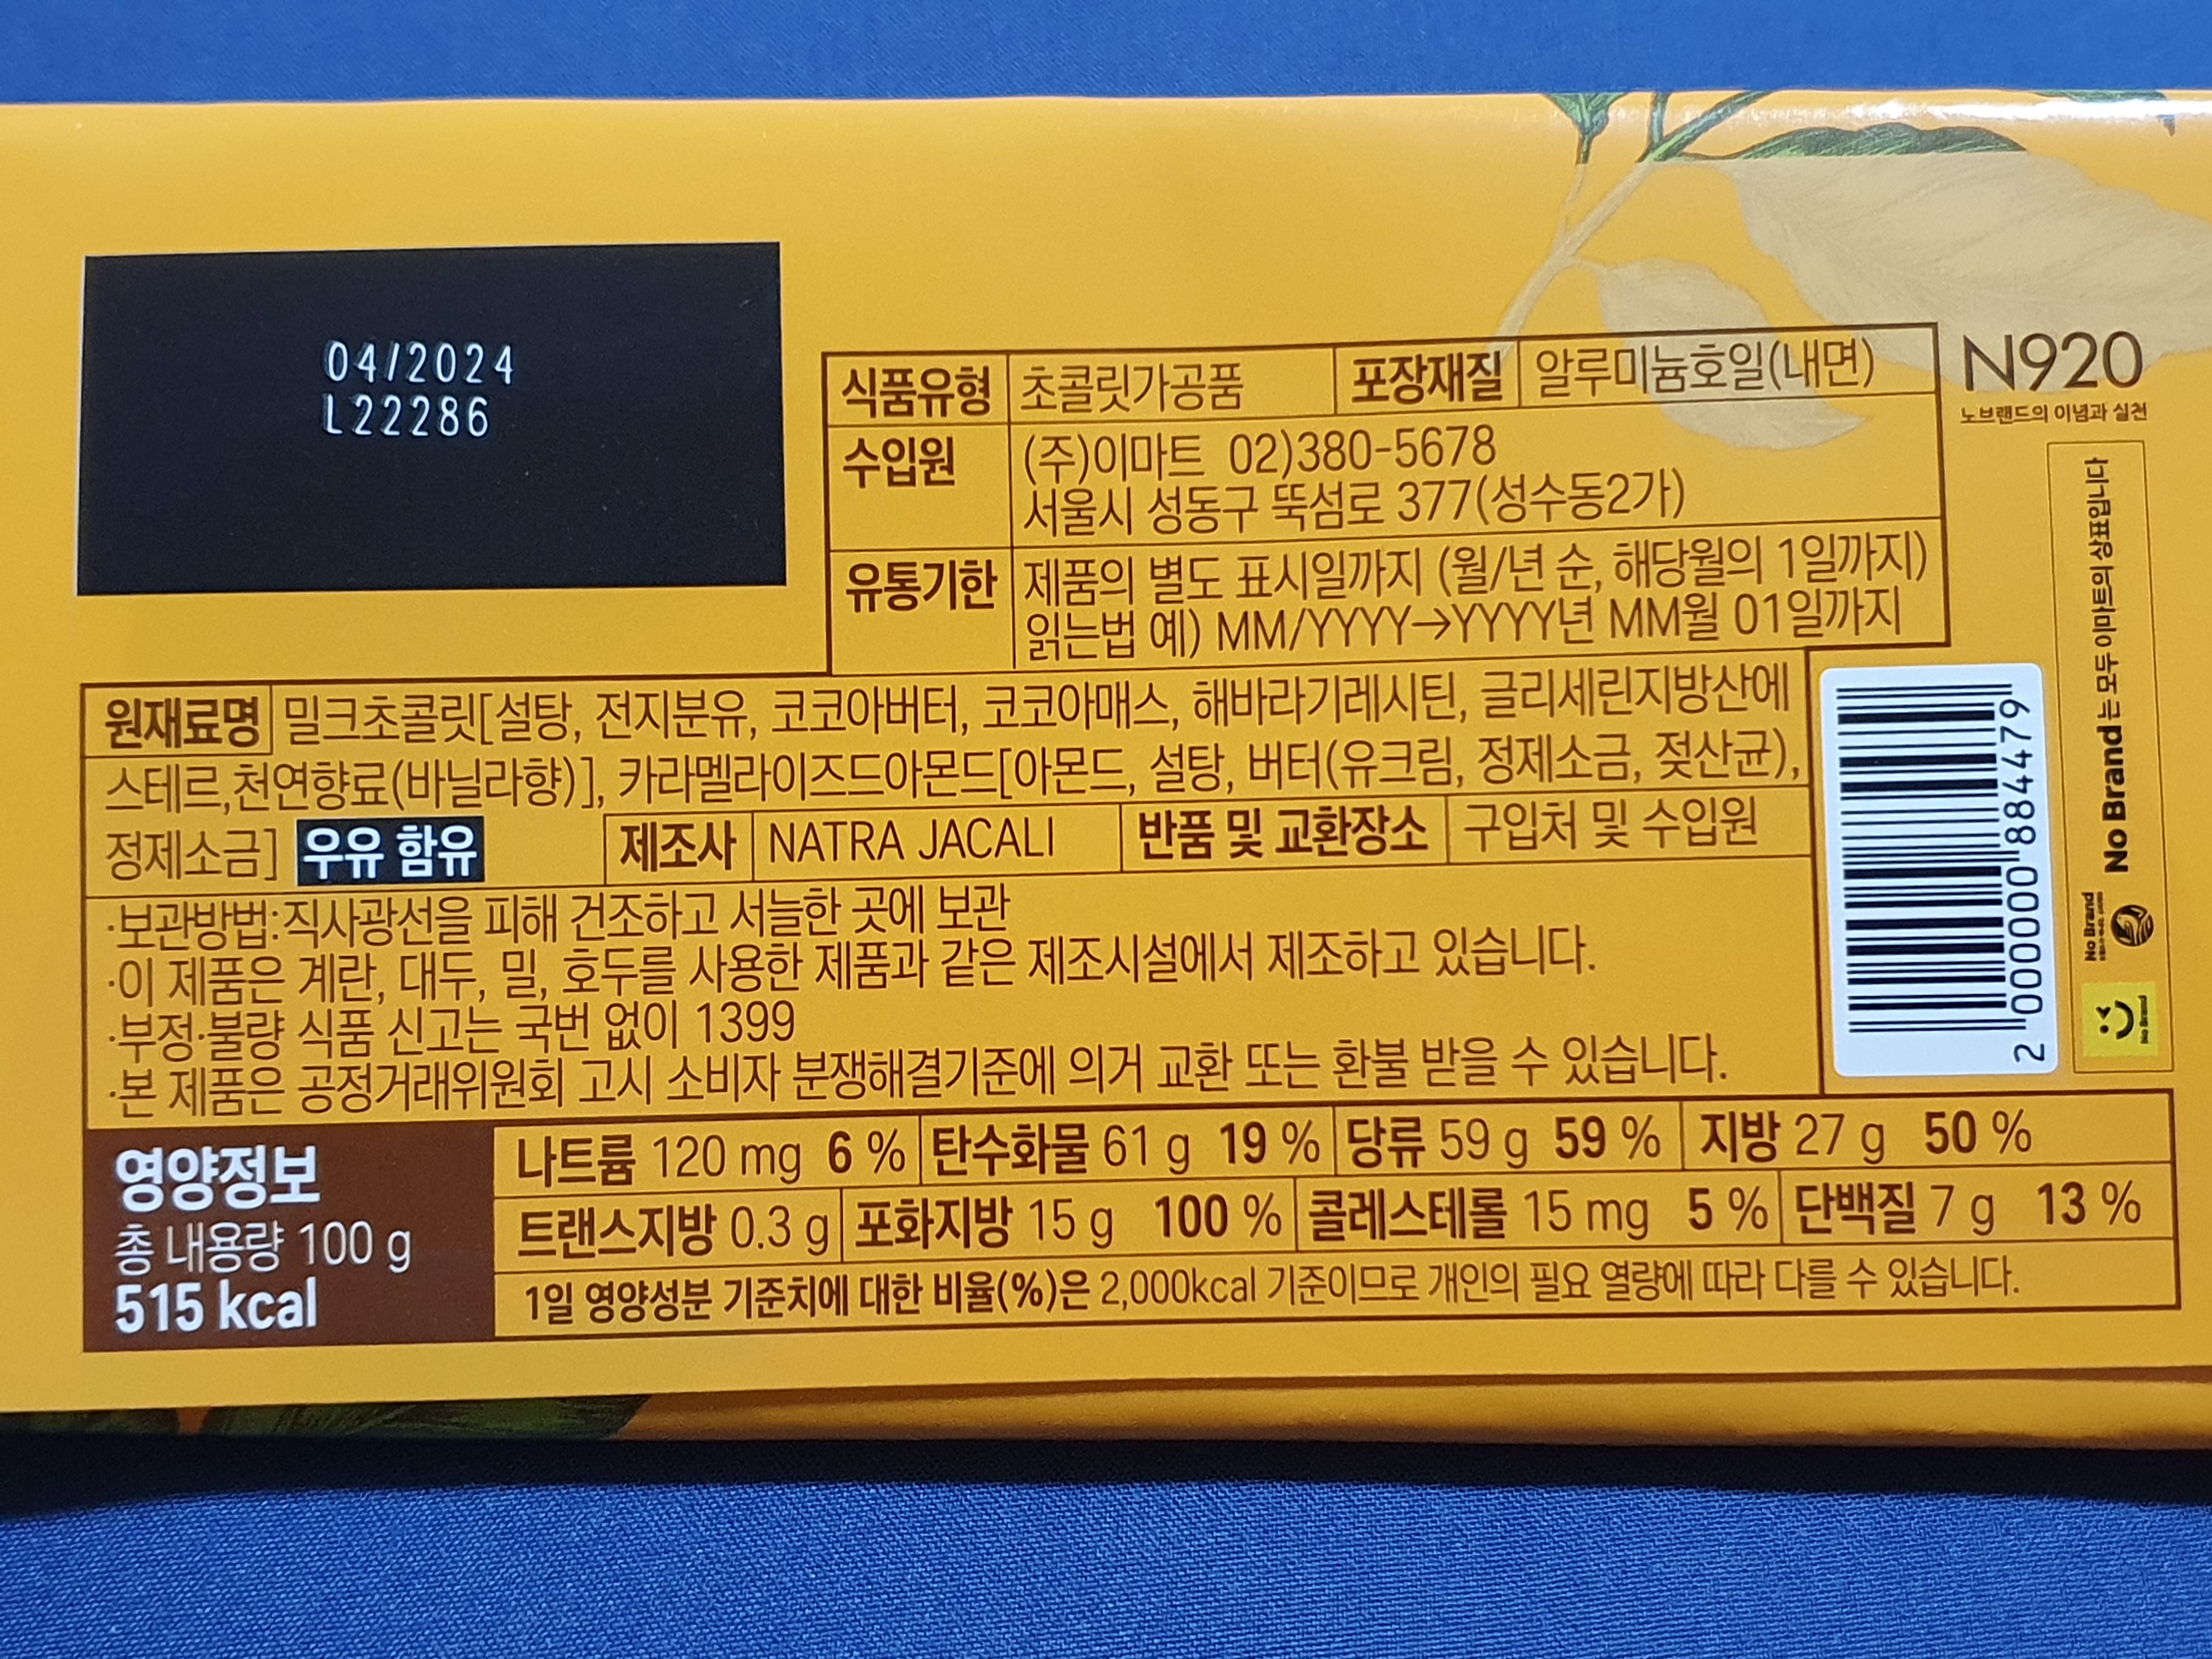 04/2024
L22286
식품유형 초콜릿가공품 포장재질 알루미늄호일(내면)
수입원 (주)이마트 02)380-5678
서울시 성동구 뚝섬로 377(성수동2가)
유통기한 제품의 별도 표시일까지 (월/년 순, 해당월의 1일까지)
읽는법 예) MM/YYYY→YYYY년 MM월 01일까지
N920
노브랜드의 이념과 실천
원재료명 밀크초콜릿[설탕, 전지분유, 코코아버터, 코코아매스, 해바라기레시틴, 글리세린지방산에
스테르,천연향료(바닐라향)], 카라멜라이즈드아몬드[아몬드, 설탕, 버터(유크림, 정제소금, 젖산균),
정제소금] 우유 함유 제조사 NATRA JACALI 반품 및 교환장소 구입처 및 수입원
·보관방법:직사광선을 피해 건조하고 서늘한 곳에 보관
·이 제품은 계란, 대두, 밀, 호두를 사용한 제품과 같은 제조시설에서 제조하고 있습니다.
·부정·불량 식품 신고는 국번 없이 1399
·본 제품은 공정거래위원회 고시 소비자 분쟁해결기준에 의거 교환 또는 환불 받을 수 있습니다.
2 000000 884479
No Brand는 모두 이마트의 상표입니다
No Brand
영양정보
총 내용량 100 g
515 kcal
나트륨 120 mg 6 % 탄수화물 61 g 19 % 당류 59 g 59 % 지방 27 g 50 %
트랜스지방 0.3 g 포화지방 15 g 100 % 콜레스테롤 15 mg 5 % 단백질 7 g 13 %
1일 영양성분 기준치에 대한 비율(%)은 2,000kcal 기준이므로 개인의 필요 열량에 따라 다를 수 있습니다.